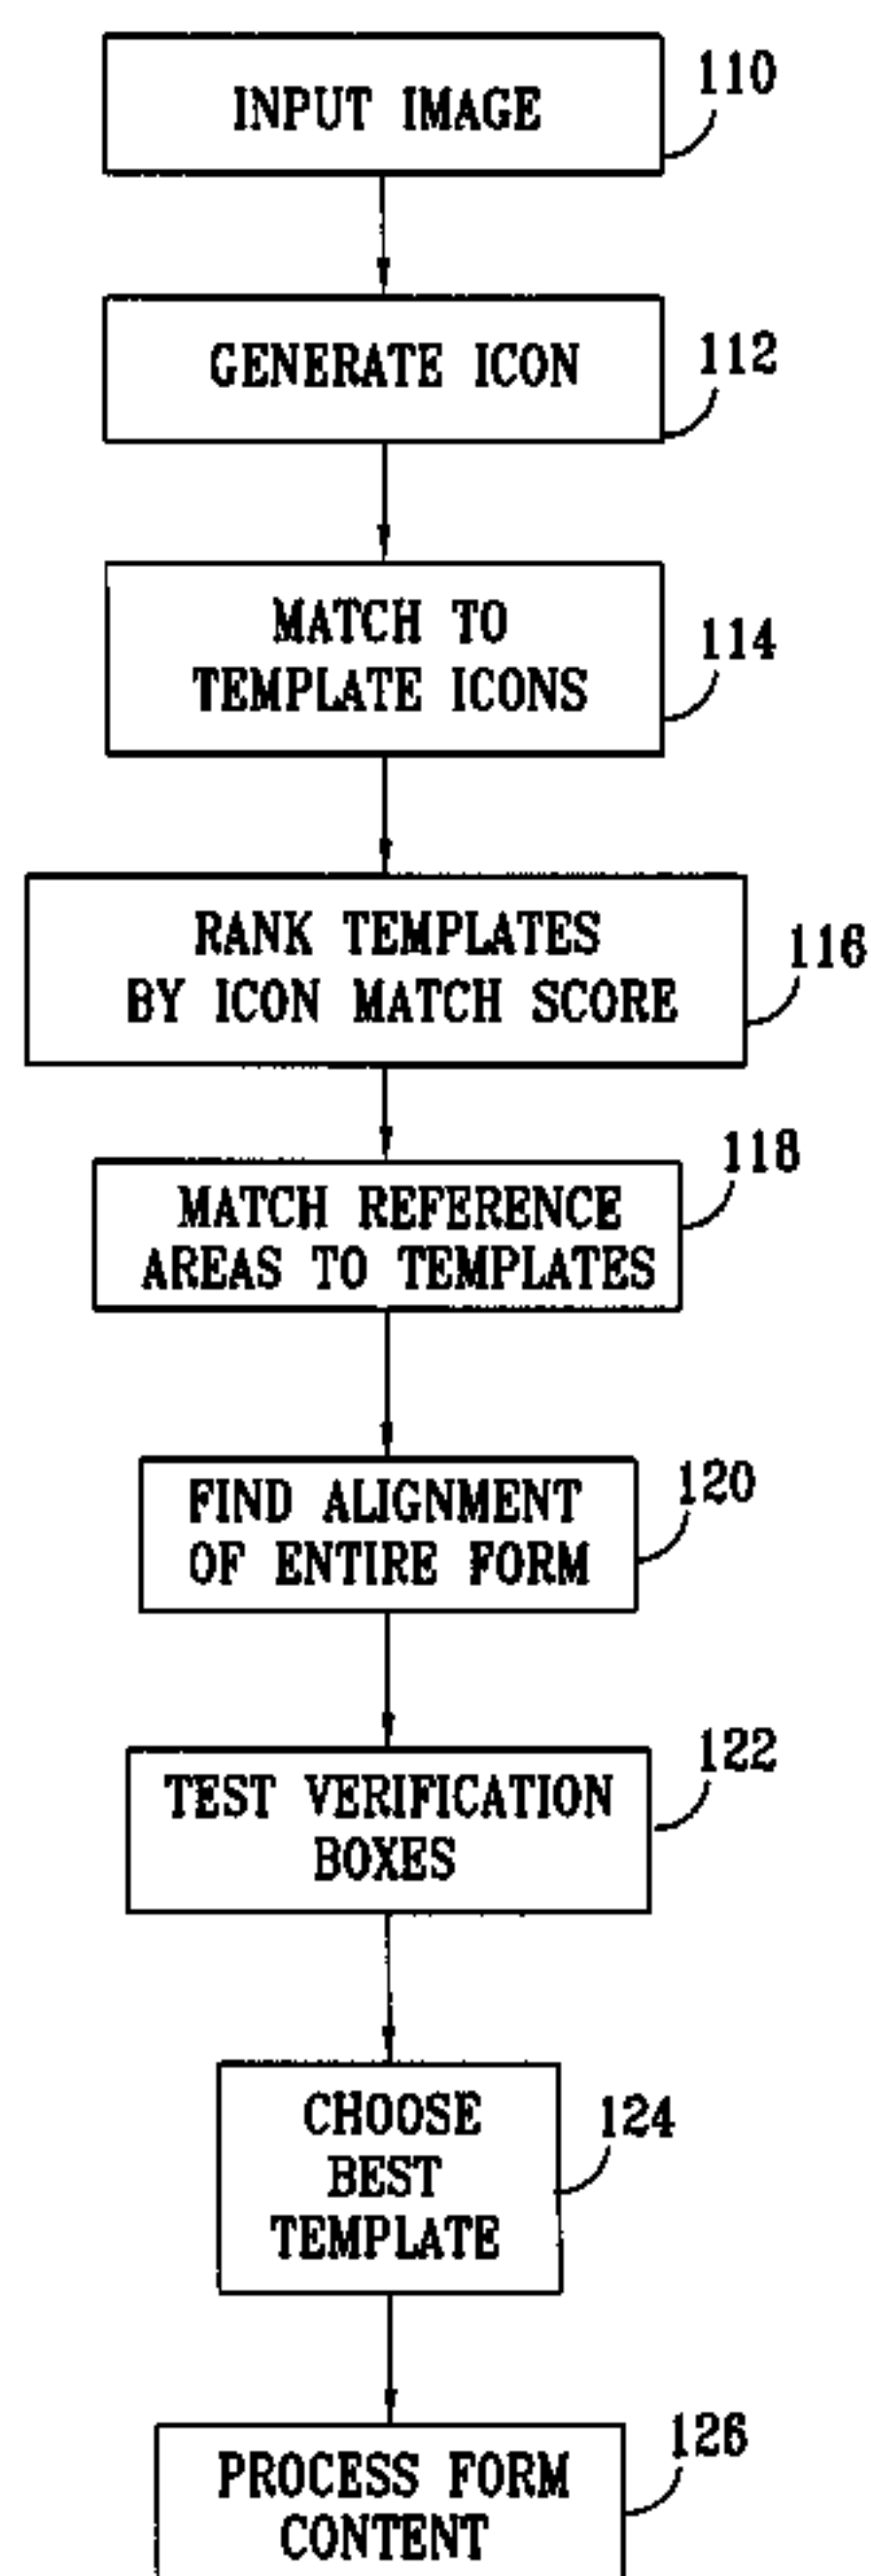 INPUT IMAGE
110
GENERATE ICON
112
MATCH TO
TEMPLATE ICONS
114
RANK TEMPLATES
BY ICON MATCH SCORE
116
MATCH REFERENCE
AREAS TO TEMPLATES
118
FIND ALIGNMENT
OF ENTIRE FORM
120
TEST VERIFICATION
BOXES
122
CHOOSE
BEST
TEMPLATE
124
PROCESS FORM
CONTENT
126